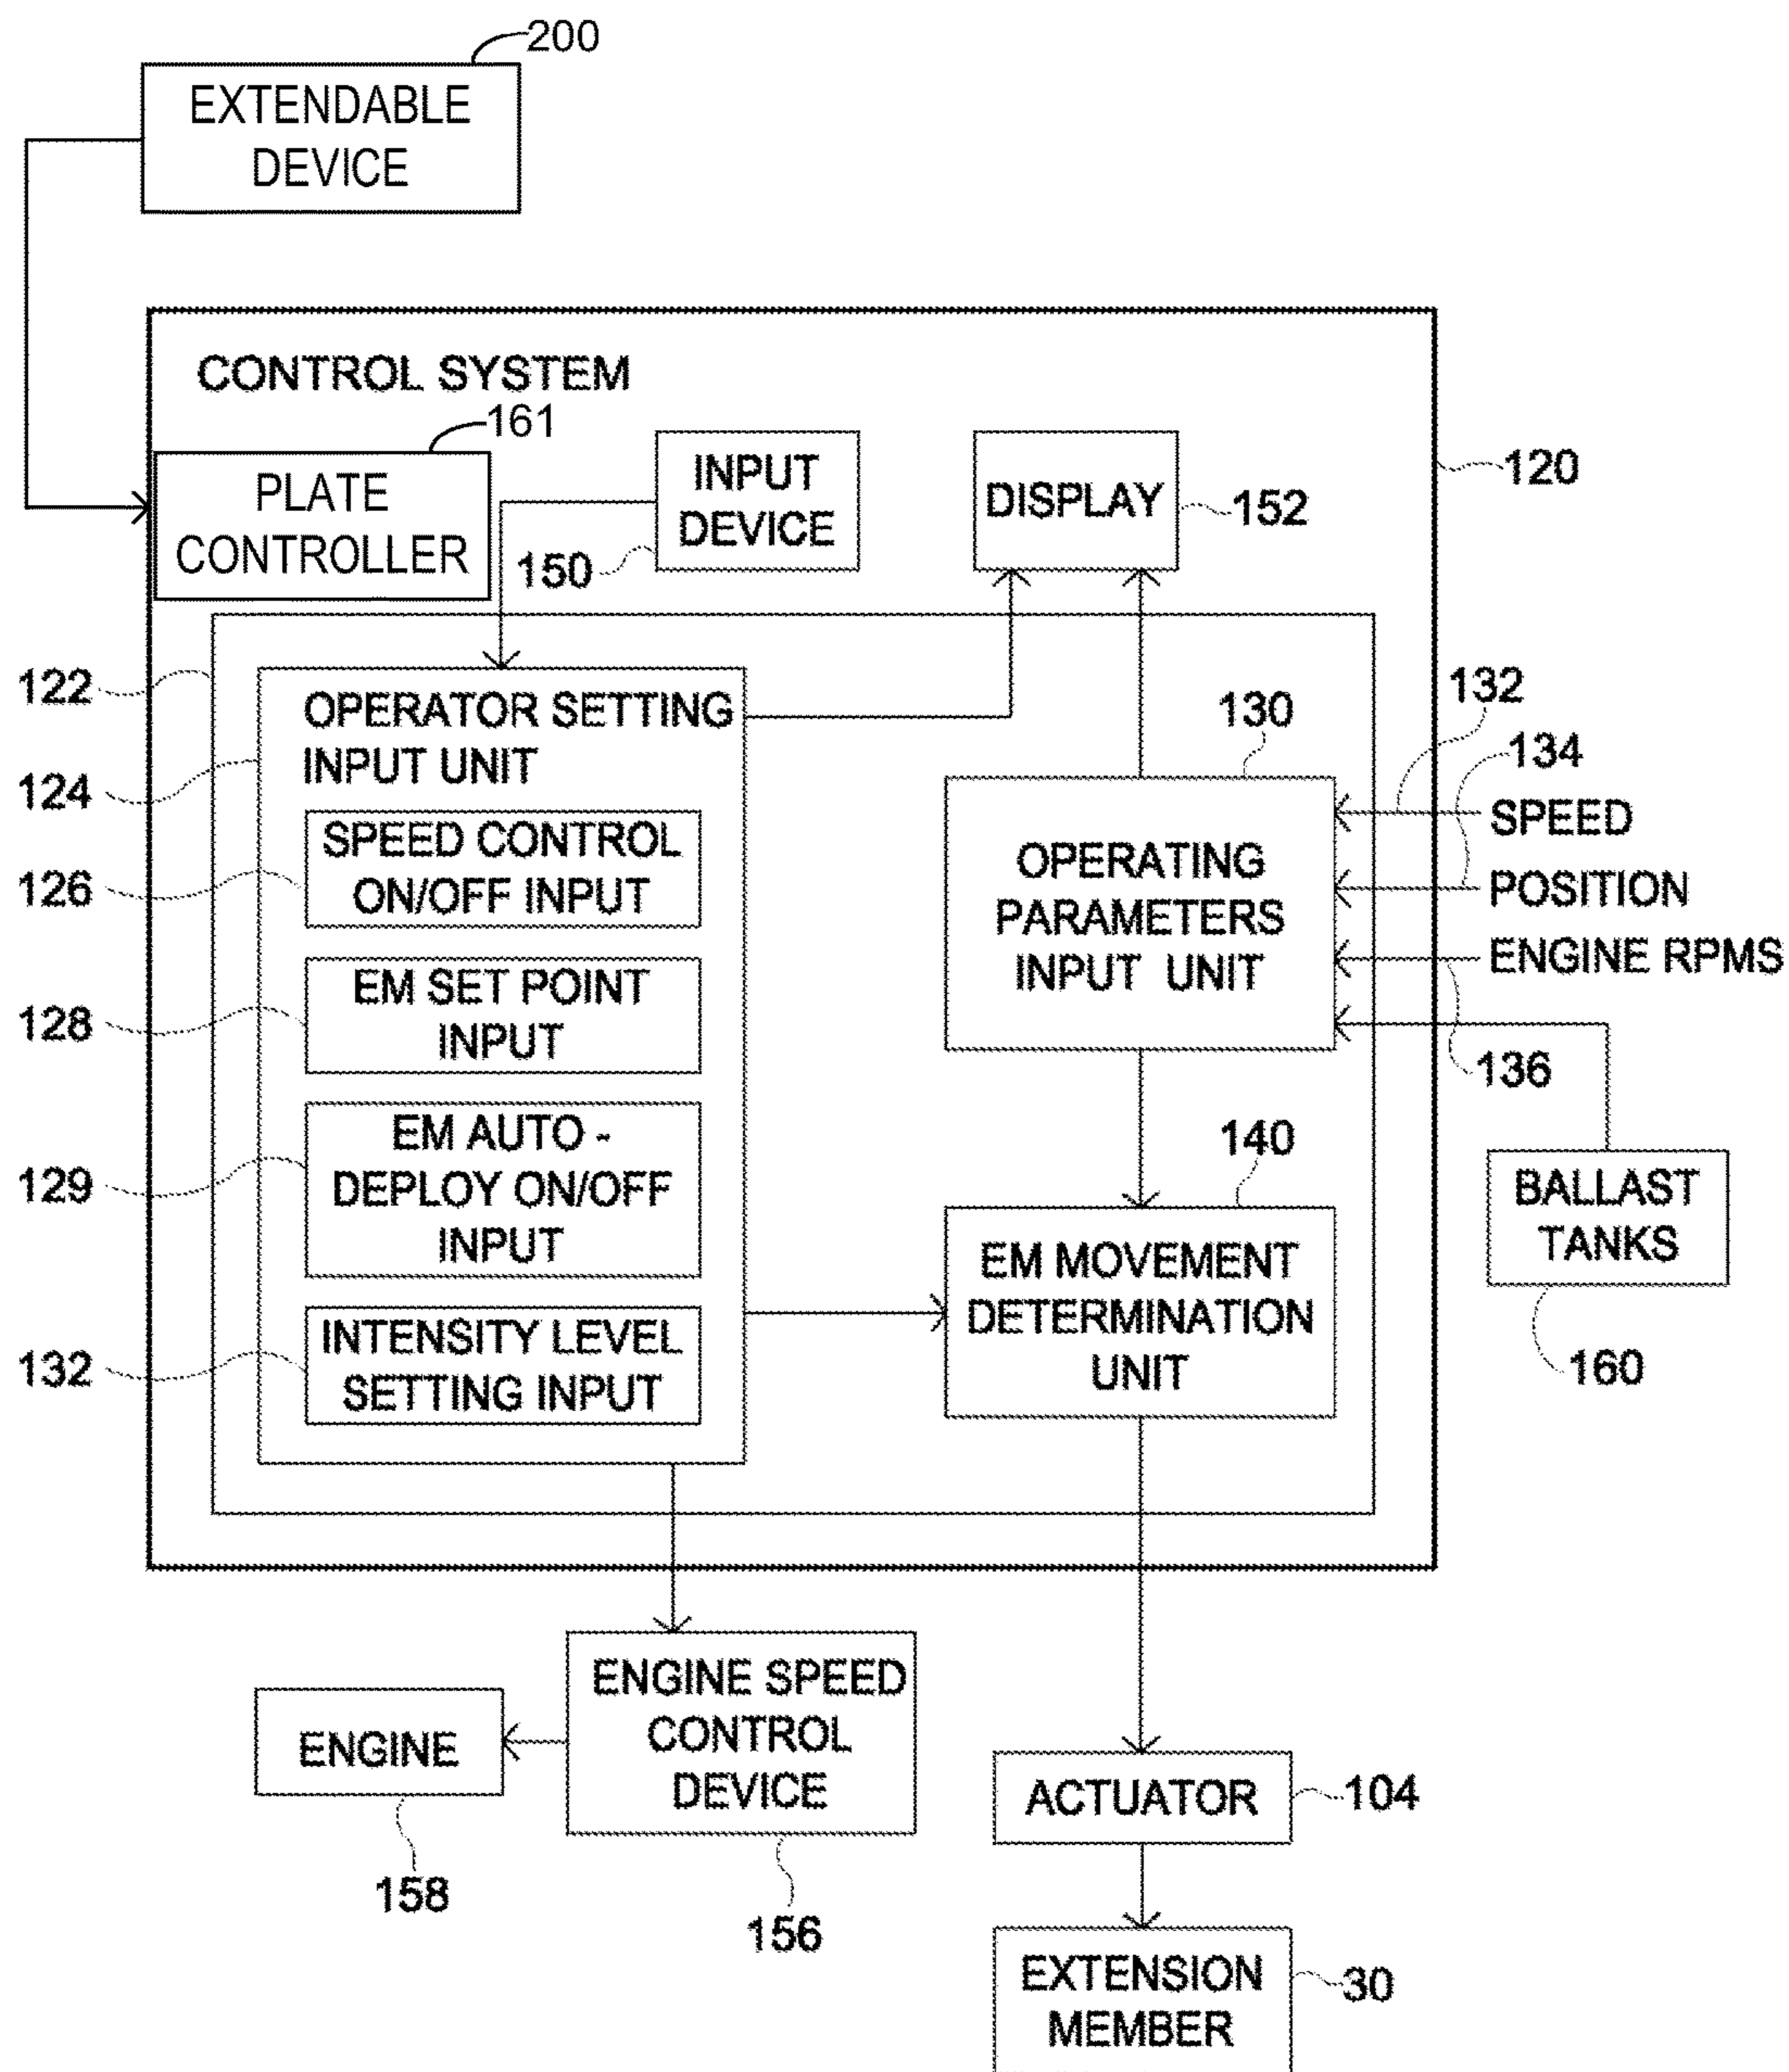 200
EXTENDABLE
DEVICE
CONTROL SYSTEM
161
PLATE
CONTROLLER
INPUT
DEVICE
150
DISPLAY
152
120
122
124
OPERATOR SETTING
INPUT UNIT
126
SPEED CONTROL
ON/OFF INPUT
128
EM SET POINT
INPUT
129
EM AUTO -
DEPLOY ON/OFF
INPUT
132
INTENSITY LEVEL
SETTING INPUT
130
OPERATING
PARAMETERS
INPUT UNIT
132
134
SPEED
POSITION
ENGINE RPMS
136
140
EM MOVEMENT
DETERMINATION
UNIT
BALLAST
TANKS
160
ENGINE
158
ENGINE SPEED
CONTROL
DEVICE
156
ACTUATOR
104
EXTENSION
MEMBER
30